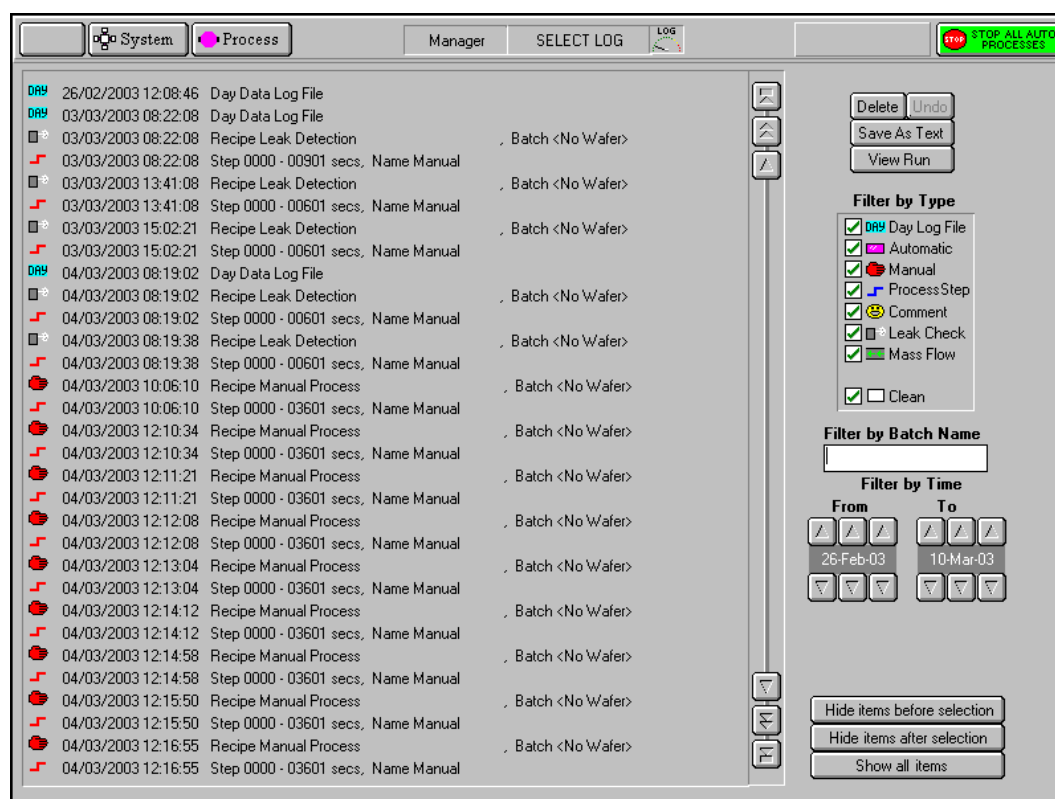 System Process Manager SELECT LOG LOG STOP STOP ALL AUTO
PROCESSES
DAY 26/02/2003 12:08:46 Day Data Log File
DAY 03/03/2003 08:22:08 Day Data Log File
03/03/2003 08:22:08 Recipe Leak Detection , Batch <No Wafer>
03/03/2003 08:22:08 Step 0000 - 00901 secs, Name Manual
03/03/2003 13:41:08 Recipe Leak Detection , Batch <No Wafer>
03/03/2003 13:41:08 Step 0000 - 00601 secs, Name Manual
03/03/2003 15:02:21 Recipe Leak Detection , Batch <No Wafer>
03/03/2003 15:02:21 Step 0000 - 00601 secs, Name Manual
DAY 04/03/2003 08:19:02 Day Data Log File
04/03/2003 08:19:02 Recipe Leak Detection , Batch <No Wafer>
04/03/2003 08:19:02 Step 0000 - 00601 secs, Name Manual
04/03/2003 08:19:38 Recipe Leak Detection , Batch <No Wafer>
04/03/2003 08:19:38 Step 0000 - 00601 secs, Name Manual
04/03/2003 10:06:10 Recipe Manual Process , Batch <No Wafer>
04/03/2003 10:06:10 Step 0000 - 03601 secs, Name Manual
04/03/2003 12:10:34 Recipe Manual Process , Batch <No Wafer>
04/03/2003 12:10:34 Step 0000 - 03601 secs, Name Manual
04/03/2003 12:11:21 Recipe Manual Process , Batch <No Wafer>
04/03/2003 12:11:21 Step 0000 - 03601 secs, Name Manual
04/03/2003 12:12:08 Recipe Manual Process , Batch <No Wafer>
04/03/2003 12:12:08 Step 0000 - 03601 secs, Name Manual
04/03/2003 12:13:04 Recipe Manual Process , Batch <No Wafer>
04/03/2003 12:13:04 Step 0000 - 03601 secs, Name Manual
04/03/2003 12:14:12 Recipe Manual Process , Batch <No Wafer>
04/03/2003 12:14:12 Step 0000 - 03601 secs, Name Manual
04/03/2003 12:14:58 Recipe Manual Process , Batch <No Wafer>
04/03/2003 12:14:58 Step 0000 - 03601 secs, Name Manual
04/03/2003 12:15:50 Recipe Manual Process , Batch <No Wafer>
04/03/2003 12:15:50 Step 0000 - 03601 secs, Name Manual
04/03/2003 12:16:55 Recipe Manual Process , Batch <No Wafer>
04/03/2003 12:16:55 Step 0000 - 03601 secs, Name Manual
Delete Undo
Save As Text
View Run
Filter by Type
DAY Day Log File
Automatic
Manual
Process Step
Comment
Leak Check
Mass Flow
Clean
Filter by Batch Name
Filter by Time
From To
26-Feb-03 10-Mar-03
Hide items before selection
Hide items after selection
Show all items